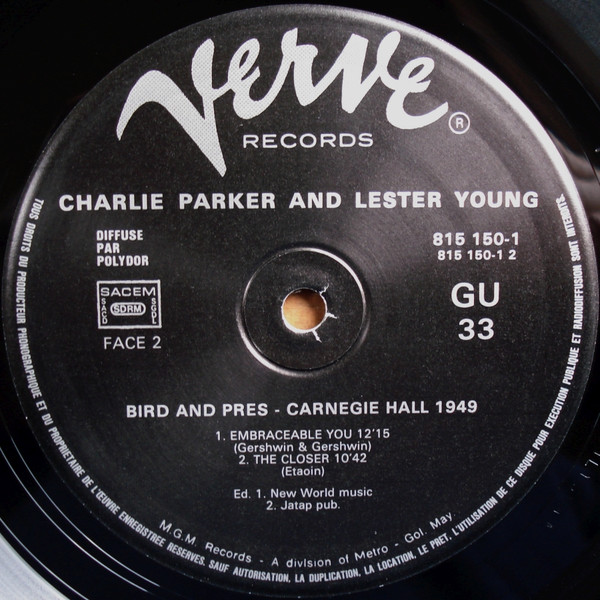 Verve ®
RECORDS
CHARLIE PARKER AND LESTER YOUNG
DIFFUSE
PAR
POLYDOR
815 150-1
815 150-1 2
SACEM
SACD SDRM SCDL
GU
33
FACE 2
BIRD AND PRES - CARNEGIE HALL 1949
1. EMBRACEABLE YOU 12'15
(Gershwin & Gershwin)
2. THE CLOSER 10'42
(Etaoin)
Ed. 1. New World music
2. Jatap pub.
M.G.M. Records - A division of Metro - Gol. May.
TOUS DROITS DU PRODUCTEUR PHONOGRAPHIQUE ET DU PROPRIETAIRE DE L'ŒUVRE ENREGISTREE RESERVES. SAUF AUTORISATION, LA DUPLICATION, LA LOCATION, LE PRET, L'UTILISATION DE CE DISQUE POUR EXECUTION PUBLIQUE ET RADIODIFFUSION SONT INTERDITS.